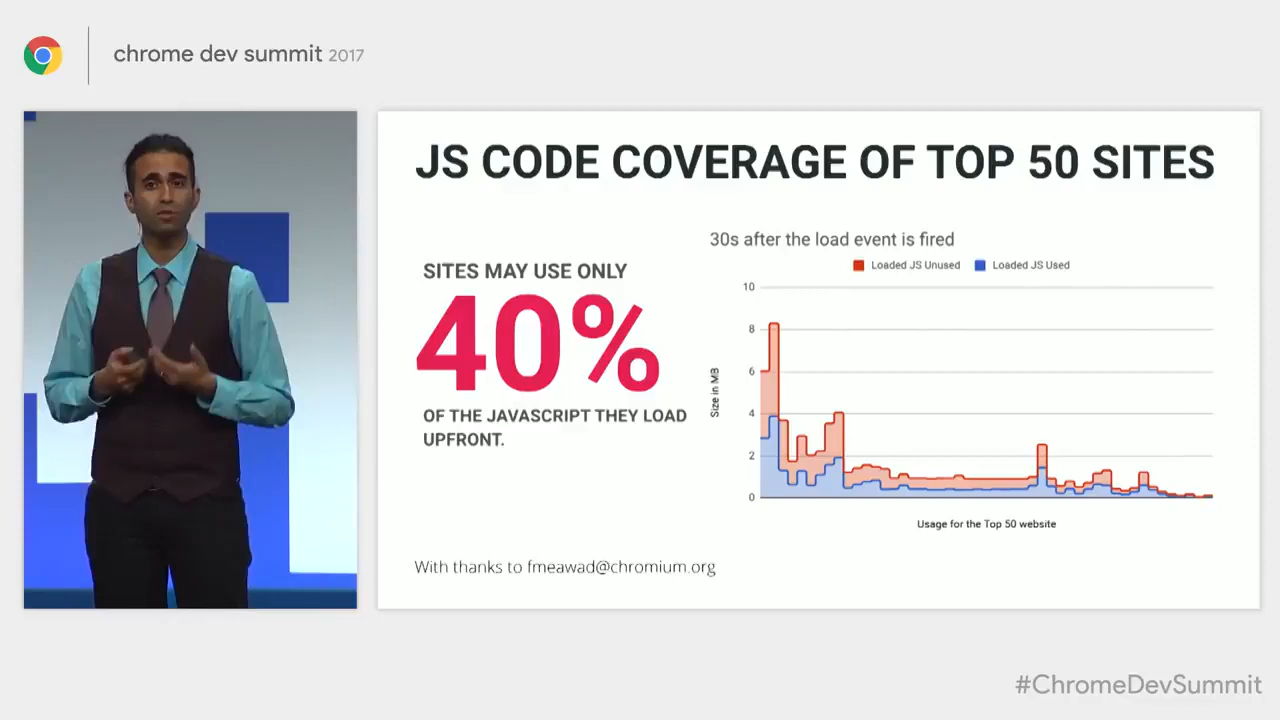 chrome dev summit 2017
JS CODE COVERAGE OF TOP 50 SITES
SITES MAY USE ONLY
40%
OF THE JAVASCRIPT THEY LOAD
UPFRONT.
30s after the load event is fired
Loaded JS Unused Loaded JS Used
10
8
6
4
2
0
Size in MB
Usage for the Top 50 website
With thanks to fmeawad@chromium.org
#ChromeDevSummit